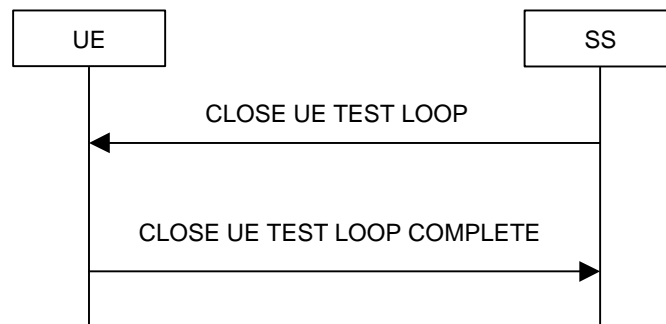 UE
SS
CLOSE UE TEST LOOP
CLOSE UE TEST LOOP COMPLETE